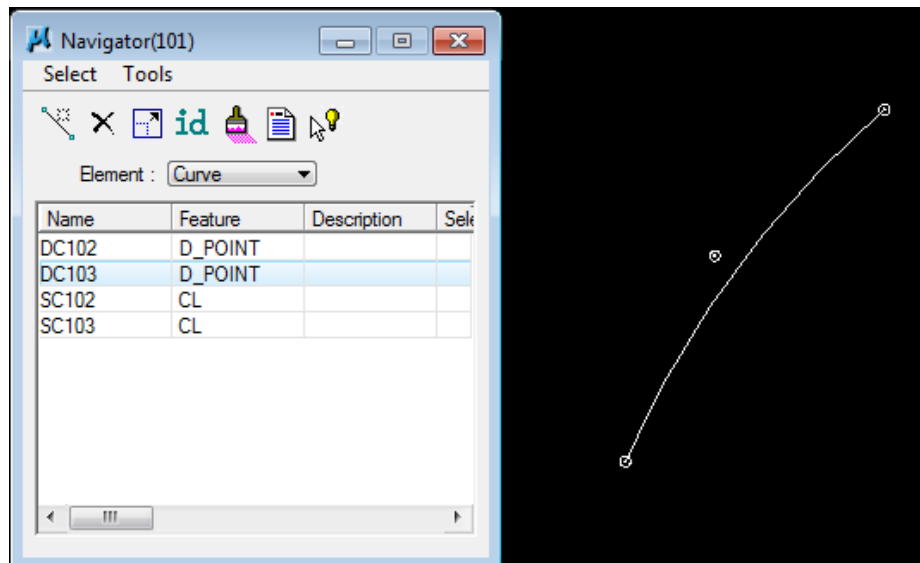 Navigator(101)
Select Tools
id
Element : Curve
Name Feature Description Sele
DC102 D_POINT
DC103 D_POINT
SC102 CL
SC103 CL